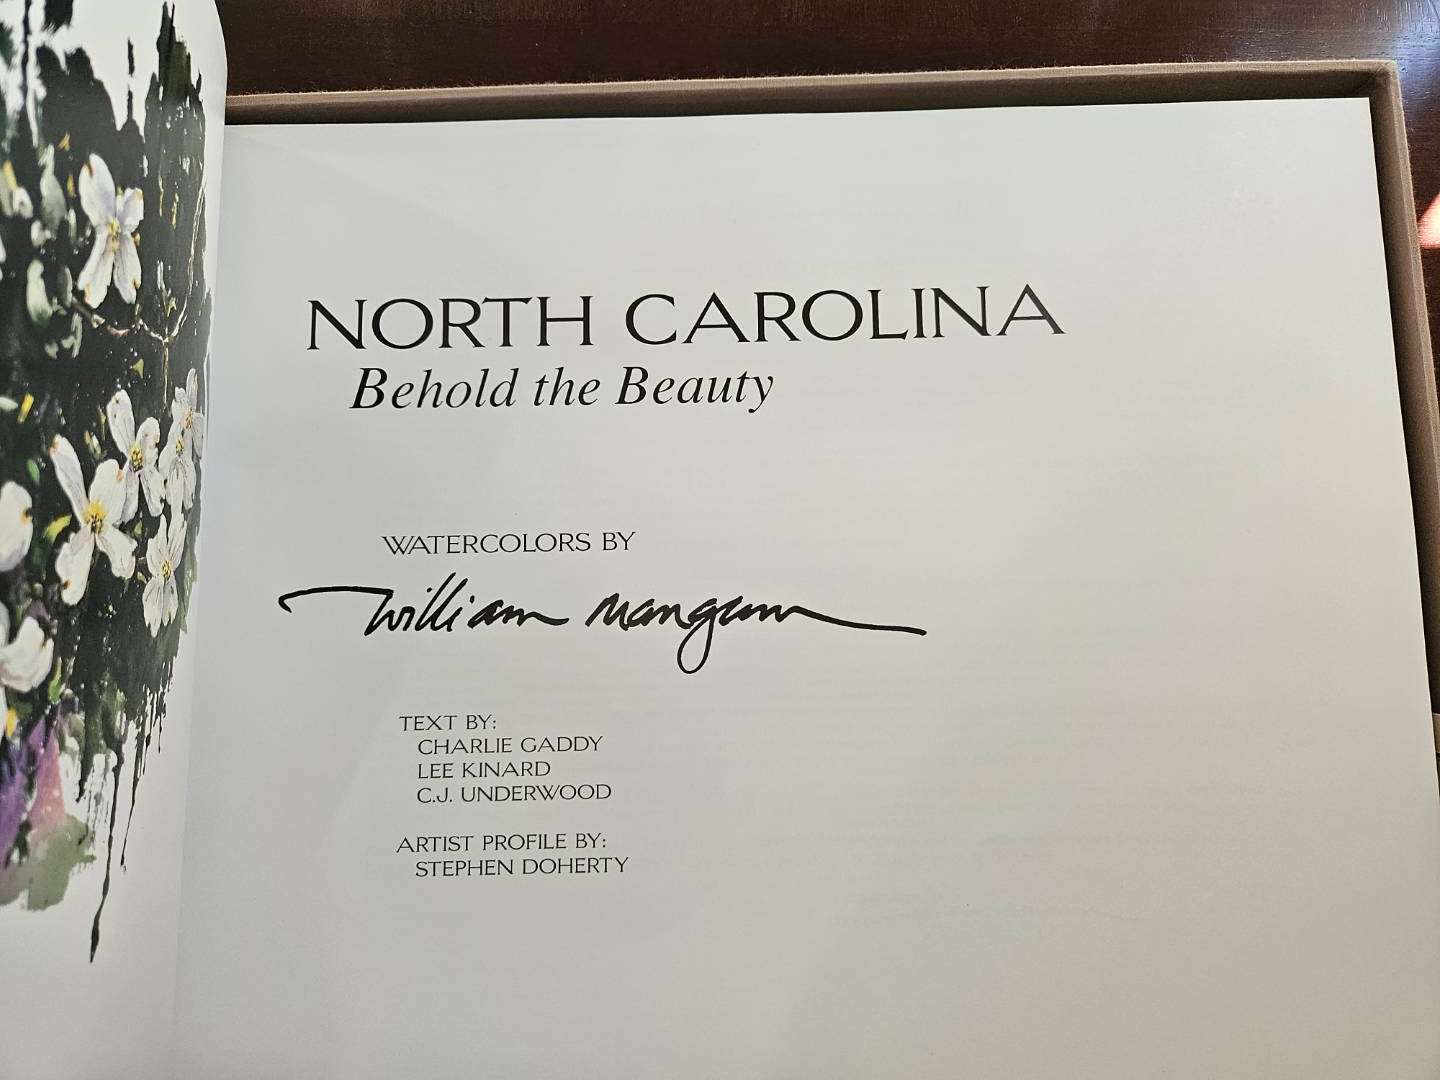 NORTH CAROLINA
Behold the Beauty
WATERCOLORS BY
William Mangum
TEXT BY:
CHARLIE GADDY
LEE KINARD
C.J. UNDERWOOD
ARTIST PROFILE BY:
STEPHEN DOHERTY